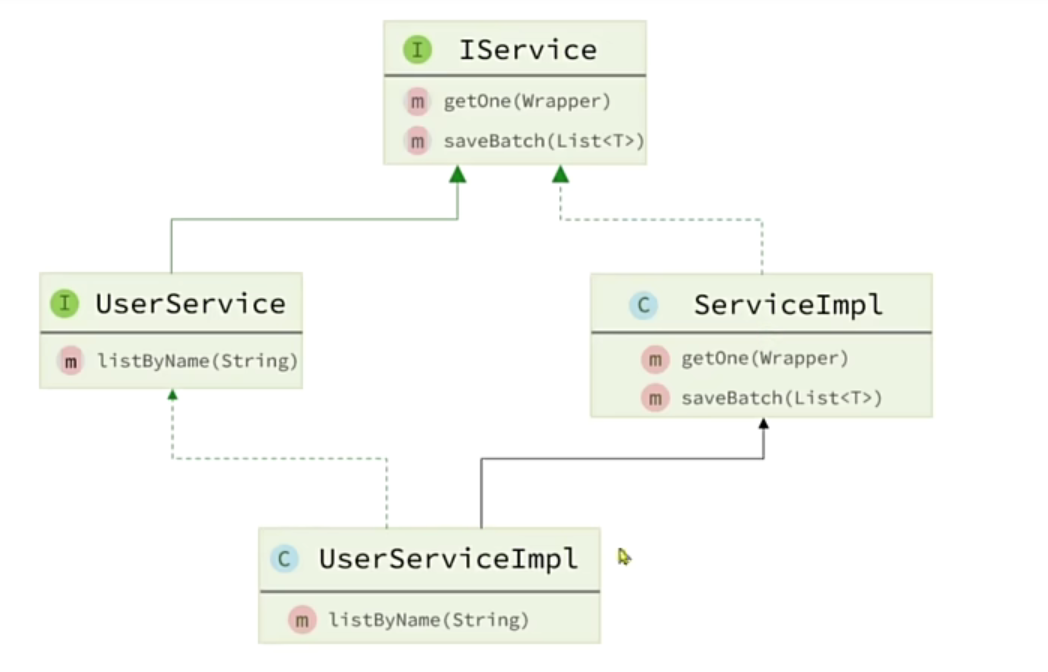 I IService
m getOne(Wrapper)
m saveBatch(List<T>)
I UserService
m listByName(String)
C ServiceImpl
m getOne(Wrapper)
m saveBatch(List<T>)
C UserServiceImpl
m listByName(String)